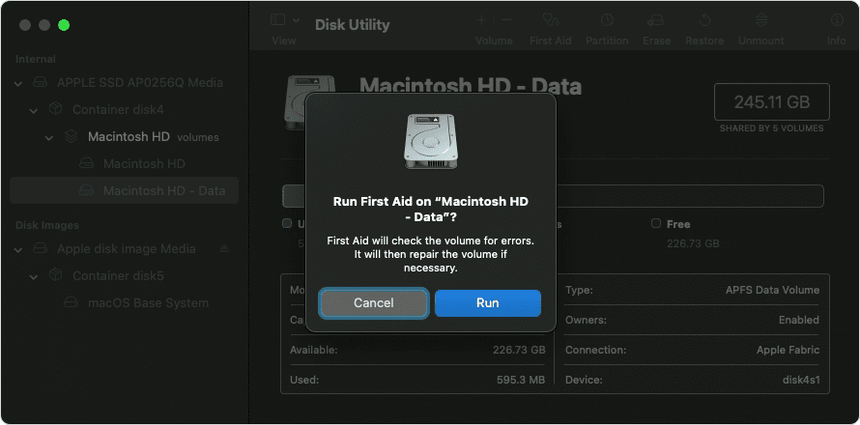 Disk Utility
View
Volume
First Aid
Partition
Erase
Restore
Unmount
Info
Internal
APPLE SSD AP0256Q Media
Container disk4
Macintosh HD volumes
Macintosh HD
Macintosh HD - Data
Disk Images
Apple disk image Media
Container disk5
macOS Base System
Macintosh HD - Data
245.11 GB
SHARED BY 5 VOLUMES
Run First Aid on “Macintosh HD
- Data”?
First Aid will check the volume for errors.
It will then repair the volume if
necessary.
Cancel
Run
Free
226.73 GB
Type: APFS Data Volume
Owners: Enabled
Available: 226.73 GB
Connection: Apple Fabric
Used: 595.3 MB
Device: disk4s1